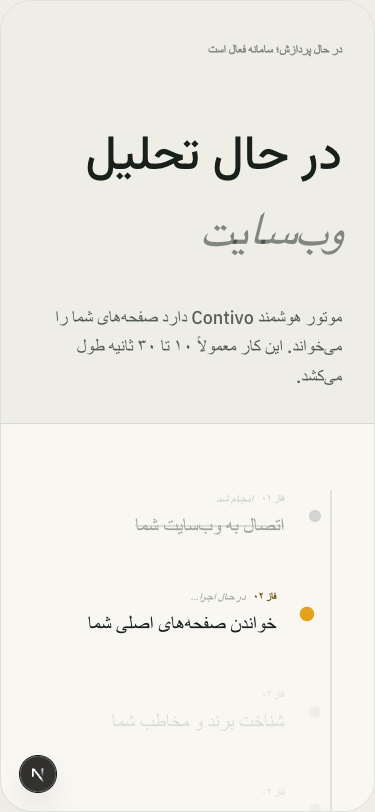 در حال پردازش؛ سامانه فعال است
در حال تحلیل
وب‌سایت
موتور هوشمند Contivo دارد صفحه‌های شما را
می‌خواند. این کار معمولاً ۱۰ تا ۳۰ ثانیه طول
می‌کشد.
فاز ۰۱ انجام شد
اتصال به وب‌سایت شما
فاز ۰۲ در حال اجرا...
خواندن صفحه‌های اصلی شما
فاز ۰۳
شناخت برند و مخاطب شما
فاز ۰۴
N